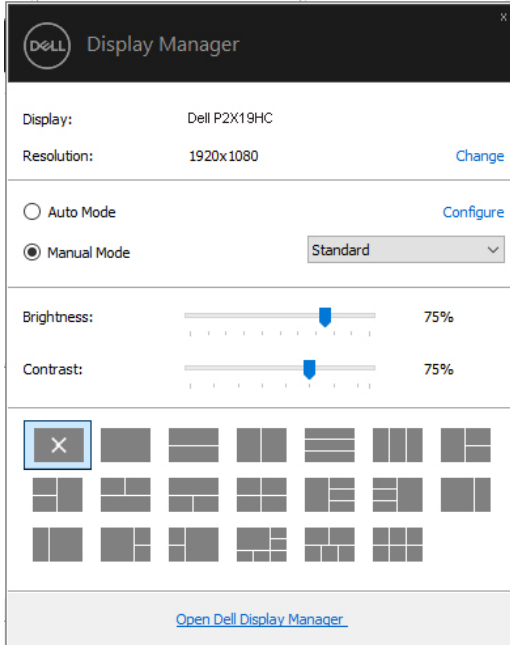 x
DELL Display Manager
Display: Dell P2X19HC
Resolution: 1920x1080 Change
Auto Mode Configure
Manual Mode Standard
Brightness: 75%
Contrast: 75%
Open Dell Display Manager